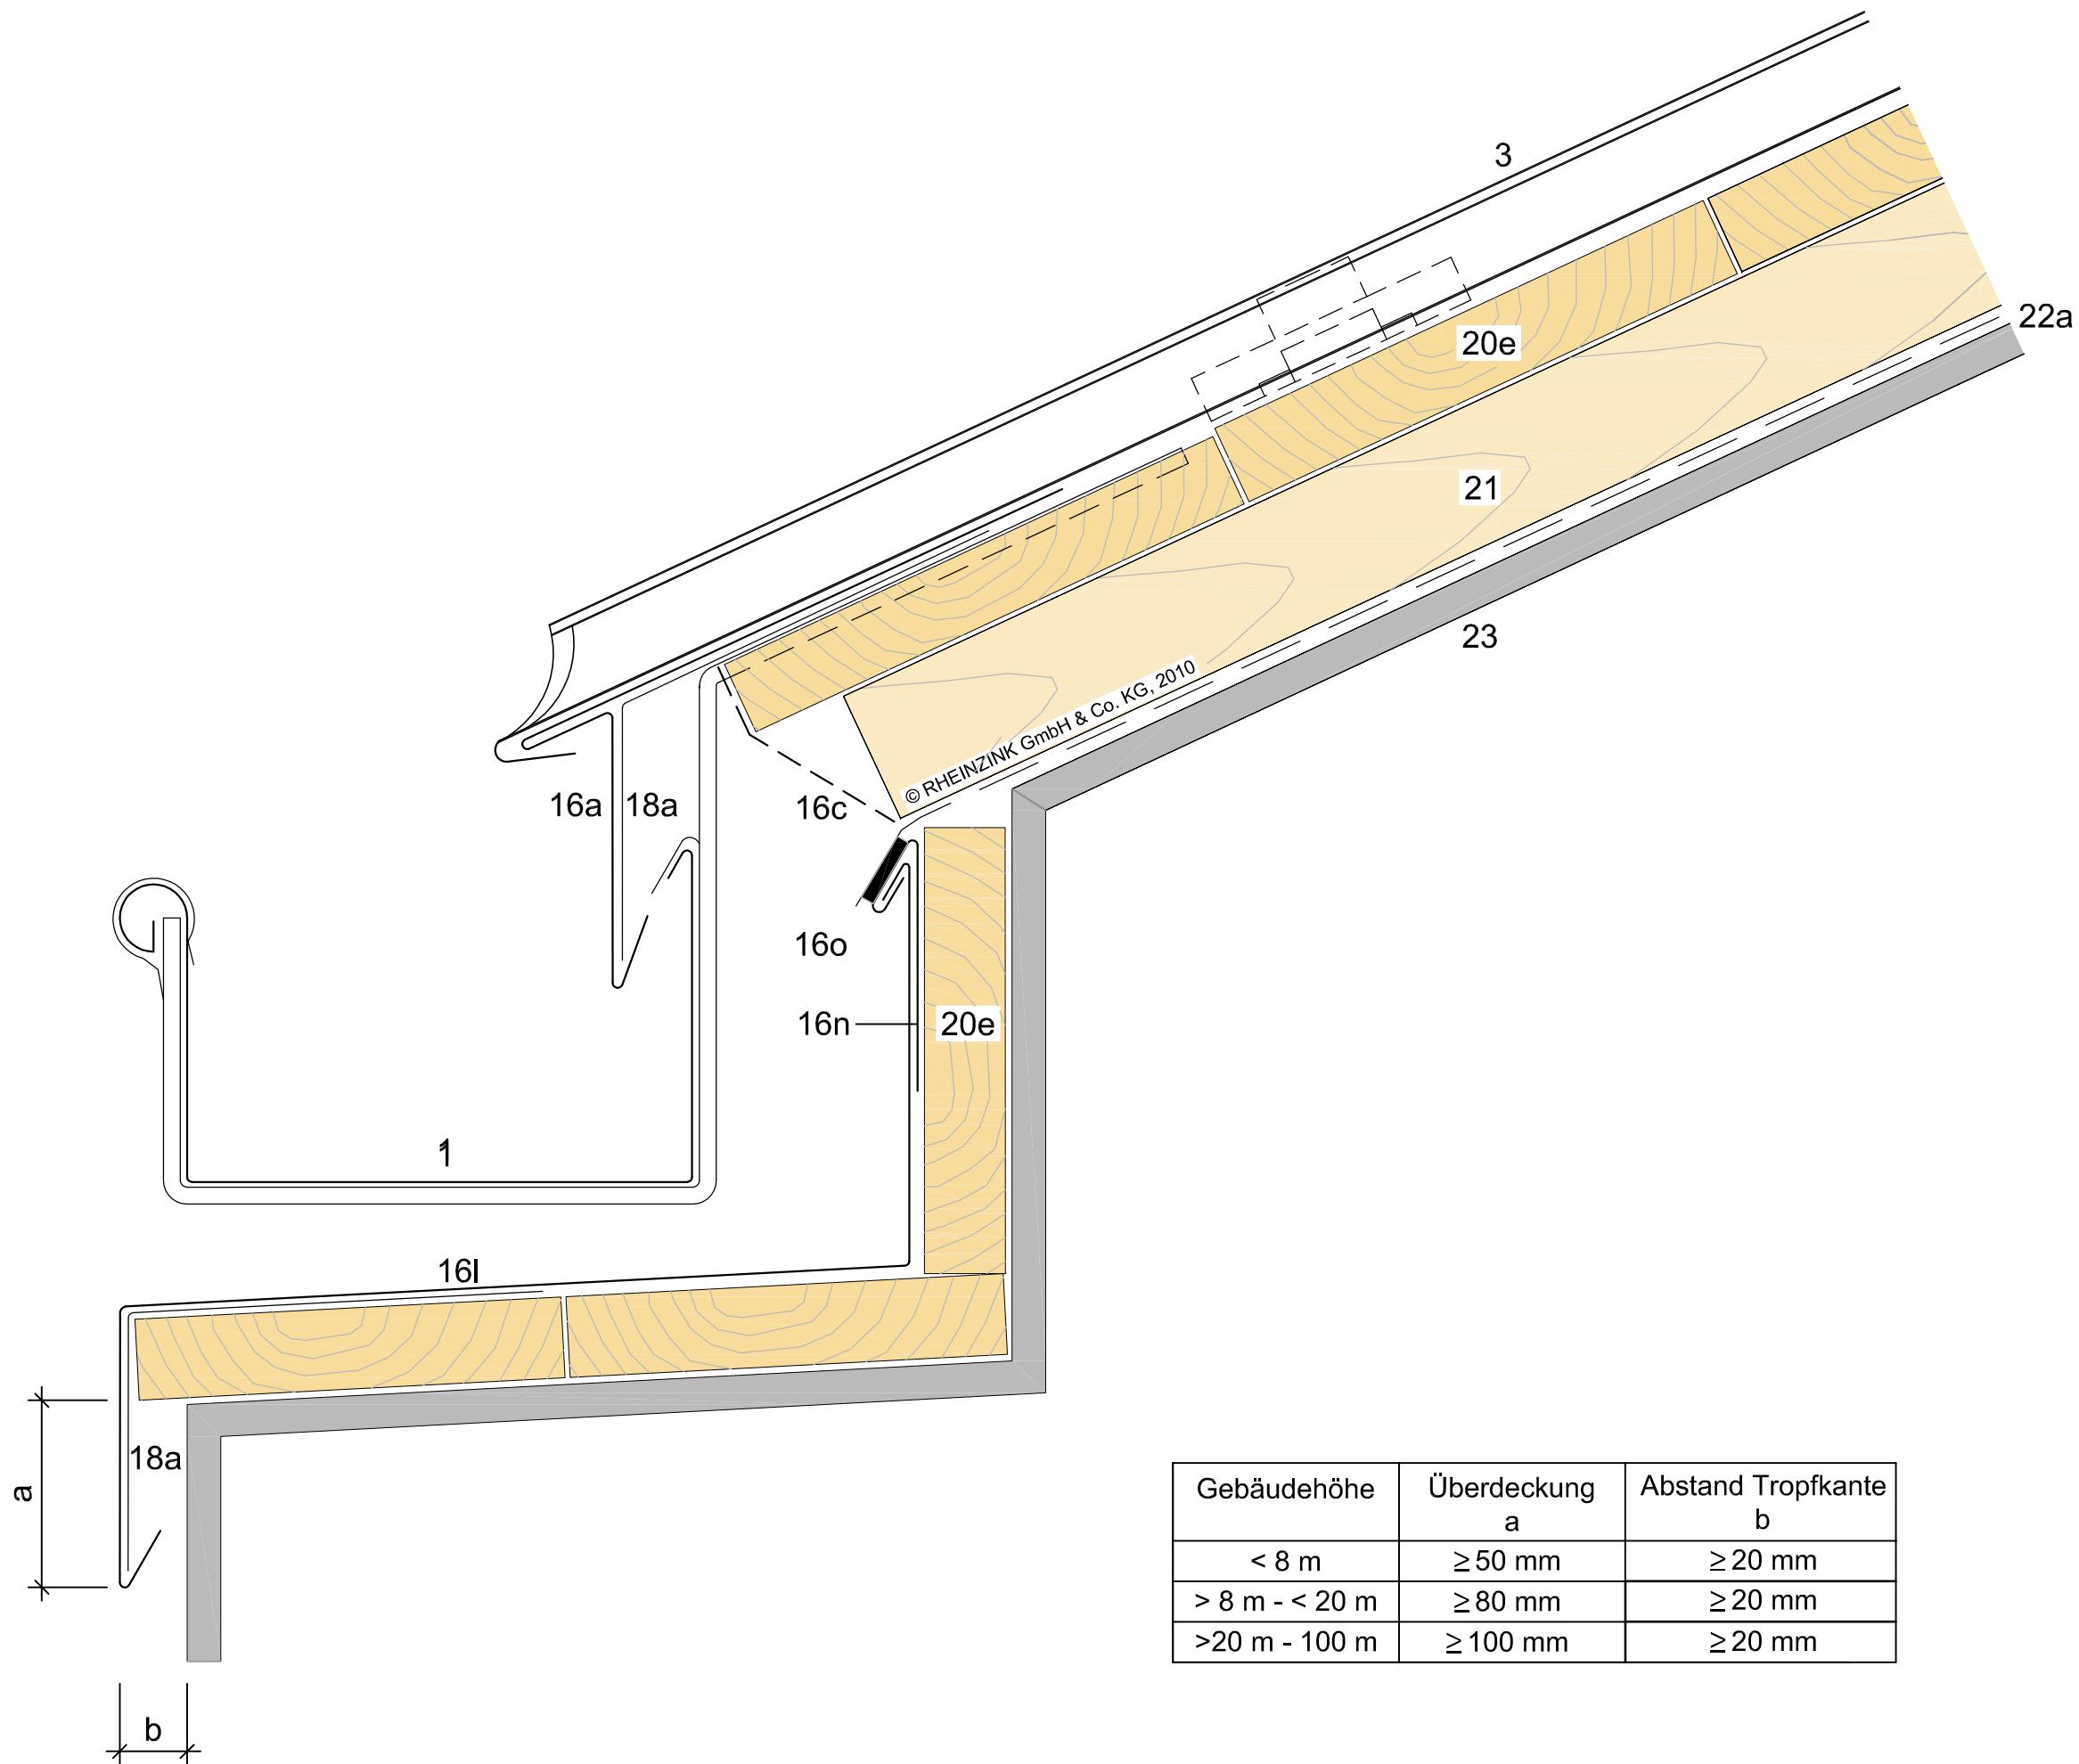 3
22a
20e
21
23
© RHEINZINK GmbH & Co. KG, 2010
16a
18a
16c
16o
16n
20e
1
16l
18a
a
b
Gebäudehöhe Überdeckung a Abstand Tropfkante b
< 8 m ≥ 50 mm ≥ 20 mm
> 8 m - < 20 m ≥ 80 mm ≥ 20 mm
>20 m - 100 m ≥ 100 mm ≥ 20 mm